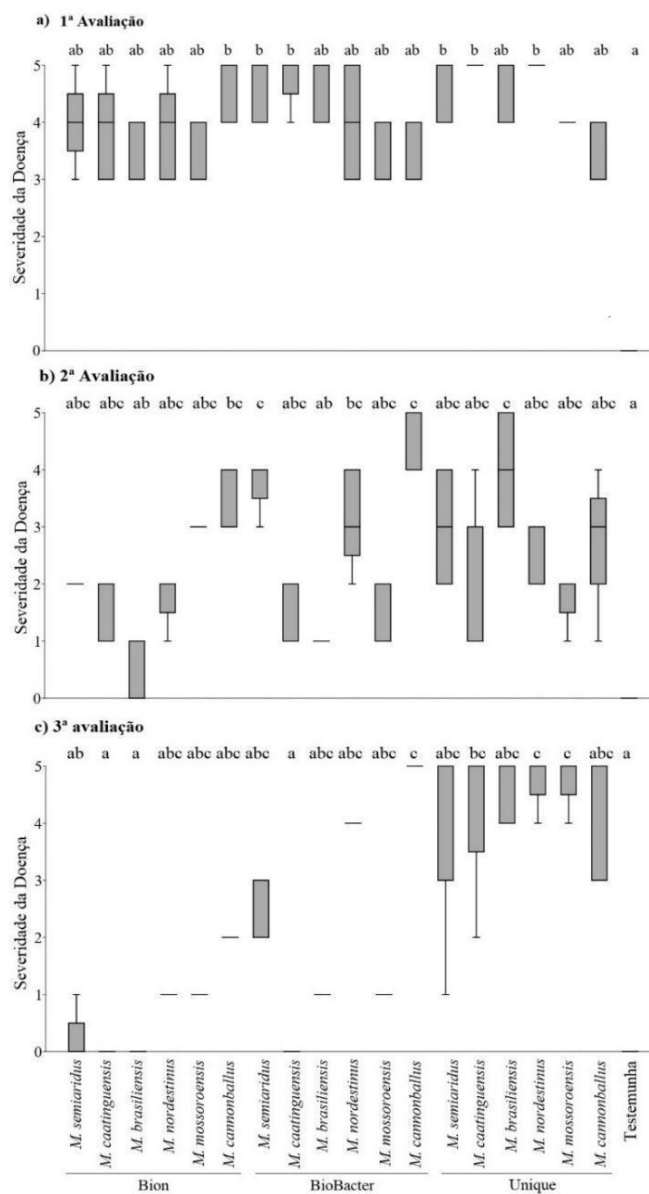 a) 1ª Avaliação
ab ab ab ab ab b b b ab ab ab ab b b ab b ab ab a
5
4
3
2
1
0
Severidade da Doença
b) 2ª Avaliação
abc abc ab abc abc bc c abc ab bc abc c abc abc c abc abc abc a
5
4
3
2
1
0
Severidade da Doença
c) 3ª avaliação
ab a a abc abc abc abc a abc abc abc c abc bc abc c c abc a
5
4
3
2
1
0
Severidade da Doença
M. semiaridus
M. caatinguensis
M. brasiliensis
M. nordestinus
M. mossoroensis
M. cannonballus
M. semiaridus
M. caatinguensis
M. brasiliensis
M. nordestinus
M. mossoroensis
M. cannonballus
M. semiaridus
M. caatinguensis
M. brasiliensis
M. nordestinus
M. mossoroensis
M. cannonballus
Testemunha
Bion BioBacter Unique